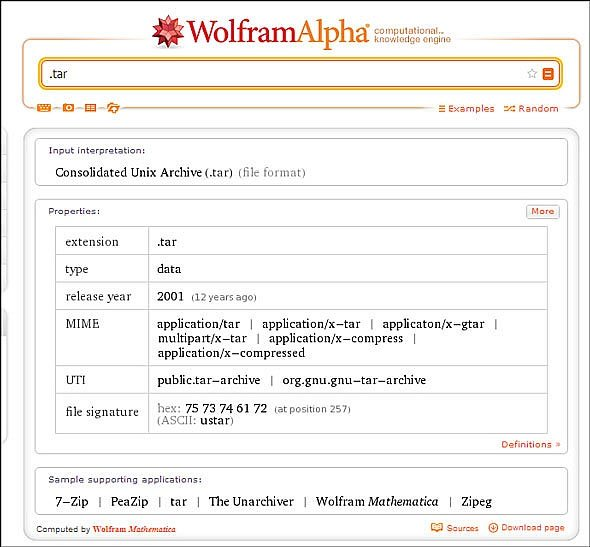 WolframAlpha computational... knowledge engine
.tar
Examples Random
Input interpretation:
Consolidated Unix Archive (.tar) (file format)
Properties: More
extension .tar
type data
release year 2001 (12 years ago)
MIME application/tar | application/x-tar | applicaton/x-gtar |
multipart/x-tar | application/x-compress |
application/x-compressed
UTI public.tar-archive | org.gnu.gnu-tar-archive
file signature hex: 75 73 74 61 72 (at position 257)
(ASCII: ustar)
Definitions »
Sample supporting applications:
7-Zip | PeaZip | tar | The Unarchiver | Wolfram Mathematica | Zipeg
Computed by Wolfram Mathematica Sources Download page